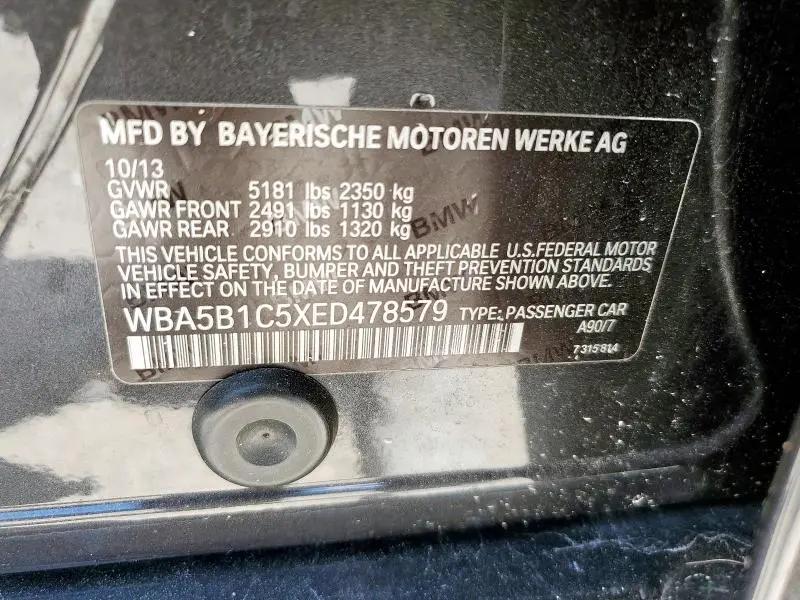 MFD BY BAYERISCHE MOTOREN WERKE AG
10/13
GVWR 5181 lbs 2350 kg
GAWR FRONT 2491 lbs 1130 kg
GAWR REAR 2910 lbs 1320 kg
THIS VEHICLE CONFORMS TO ALL APPLICABLE U.S.FEDERAL MOTOR
VEHICLE SAFETY, BUMPER AND THEFT PREVENTION STANDARDS
IN EFFECT ON THE DATE OF MANUFACTURE SHOWN ABOVE.
WBA5B1C5XED478579 TYPE: PASSENGER CAR
A90/7
7315814